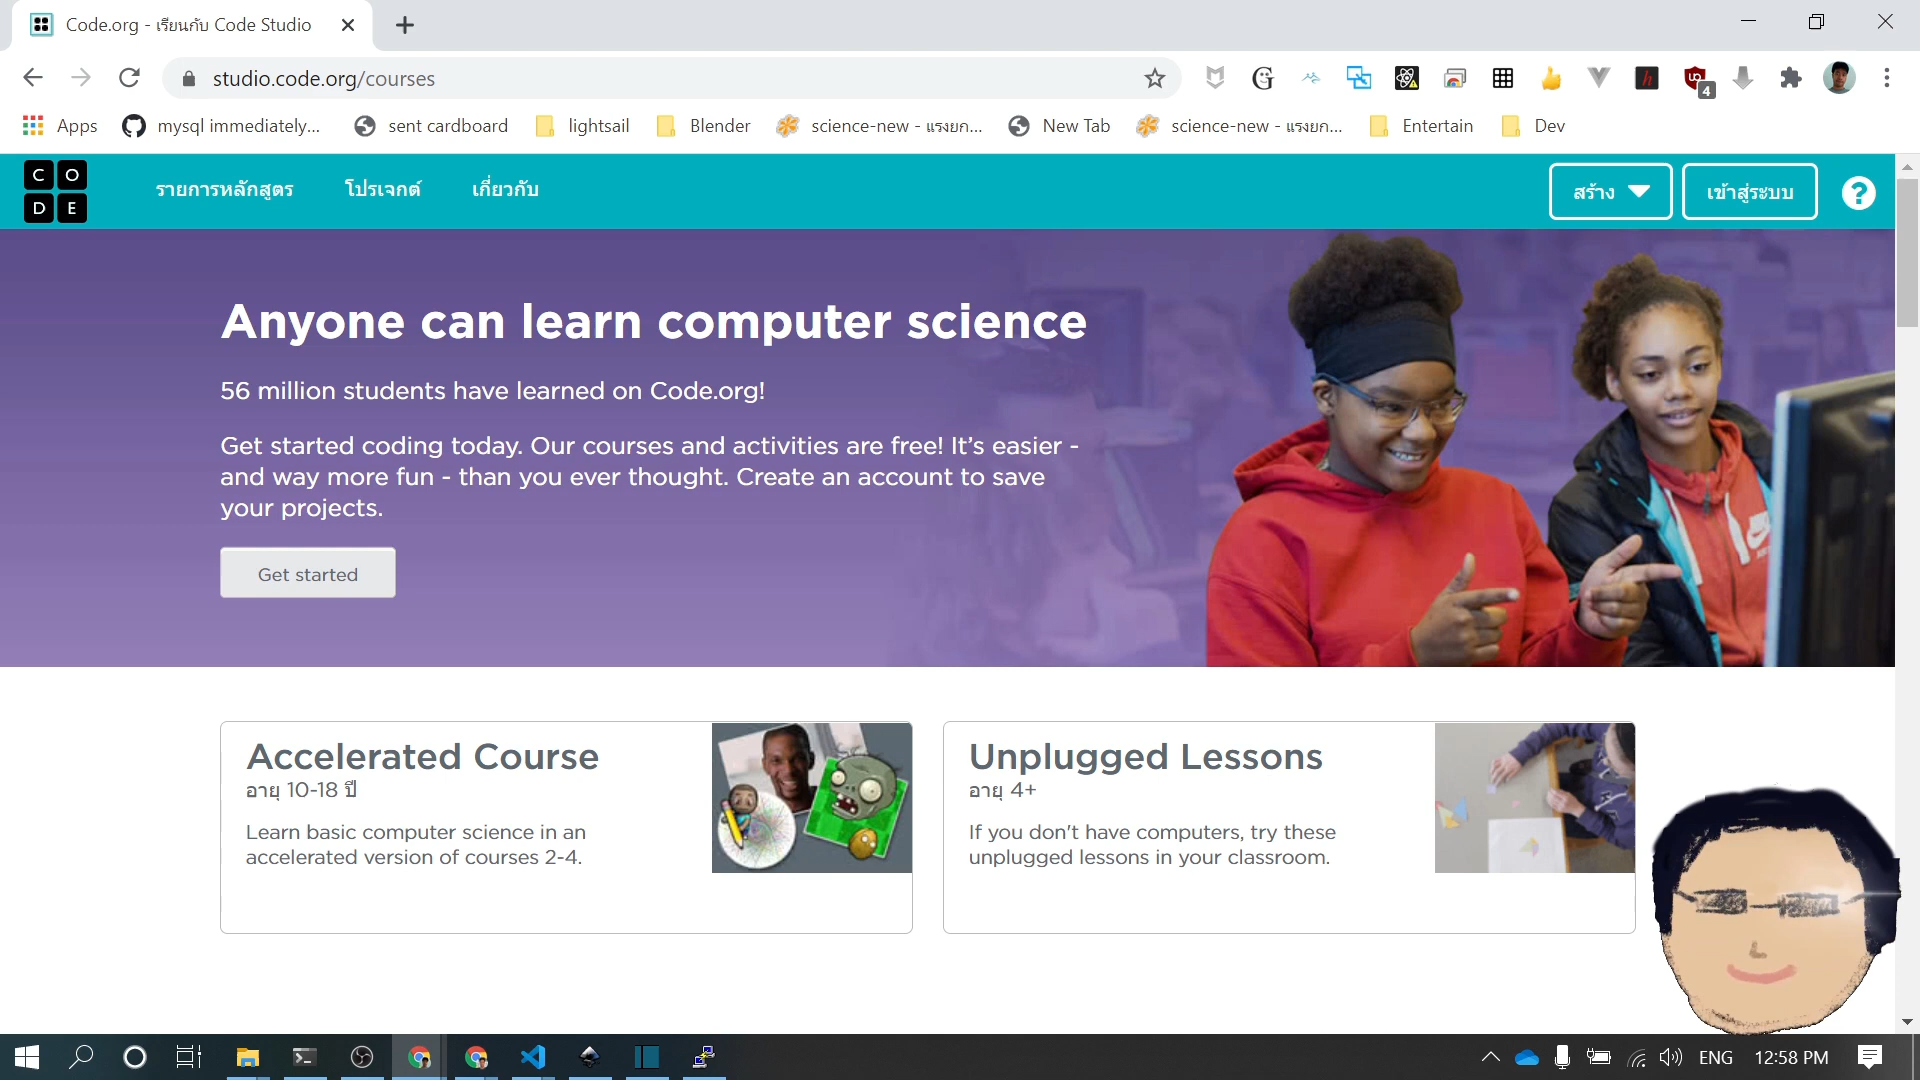 Code.org - เรียนกับ Code Studio
studio.code.org/courses
4
Apps
mysql immediately...
sent cardboard
lightsail
Blender
science-new - แรงยก...
New Tab
science-new - แรงยก...
Entertain
Dev
C O
D E
รายการหลักสูตร
โปรเจกต์
เกี่ยวกับ
สร้าง
เข้าสู่ระบบ
?
Anyone can learn computer science
56 million students have learned on Code.org!
Get started coding today. Our courses and activities are free! It’s easier -
and way more fun - than you ever thought. Create an account to save
your projects.
Get started
Accelerated Course
อายุ 10-18 ปี
Learn basic computer science in an
accelerated version of courses 2-4.
Unplugged Lessons
อายุ 4+
If you don't have computers, try these
unplugged lessons in your classroom.
ENG
12:58 PM